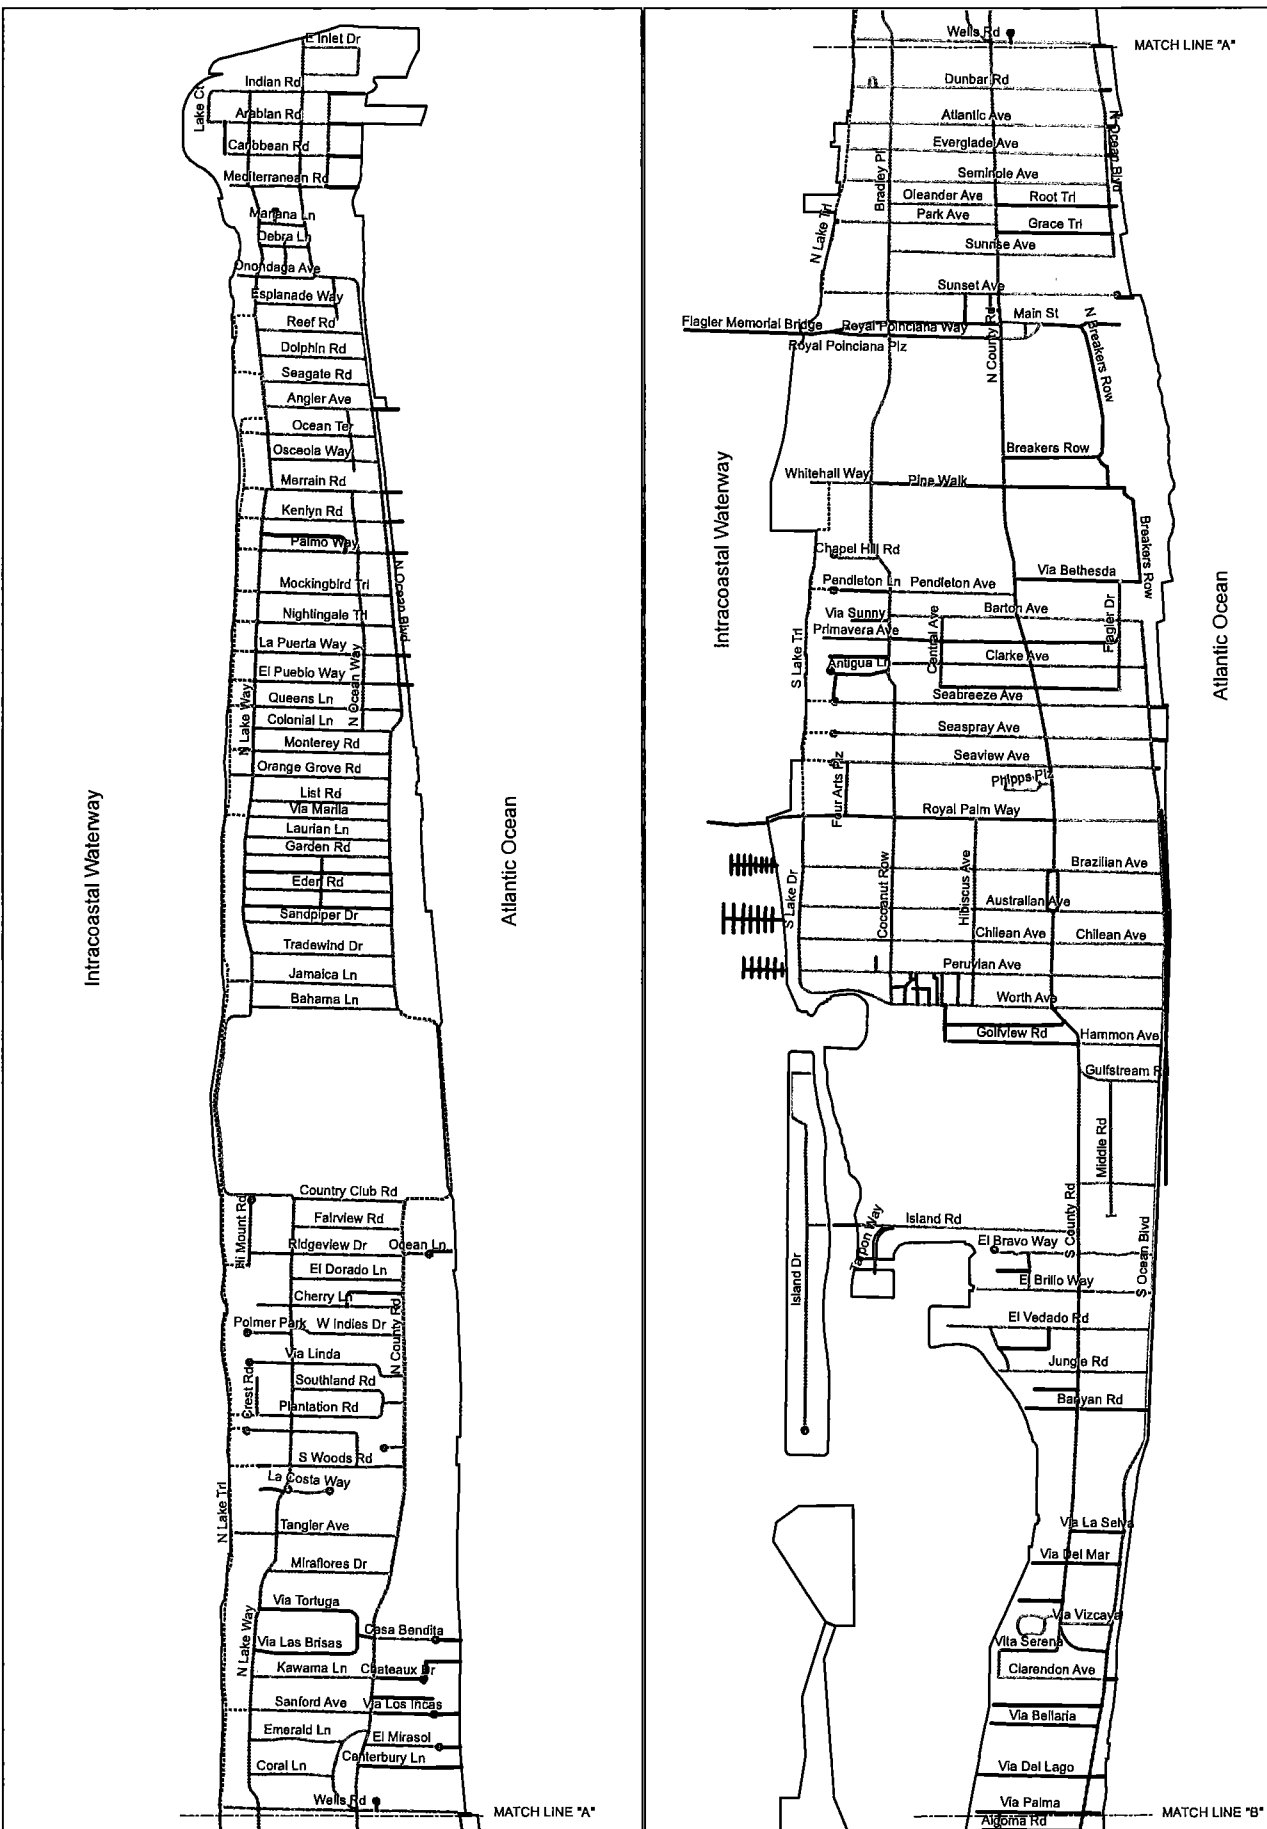 E Inlet Dr
Indian Rd
Lake Ct
Arabian Rd
Caribbean Rd
Mediterranean Rd
Mariana Ln
Debra Ln
Onondaga Ave
Esplanade Way
Reef Rd
Dolphin Rd
Seagate Rd
Angler Ave
Ocean Ter
Osceola Way
Merrain Rd
Kenlyn Rd
Palmo Way
N Ocean Blvd
Mockingbird Trl
Nightingale Trl
La Puerta Way
El Pueblo Way
N Ocean Way
Queens Ln
N Lake Way
Colonial Ln
Monterey Rd
Orange Grove Rd
List Rd
Via Marila
Laurian Ln
Garden Rd
Eden Rd
Sandpiper Dr
Tradewind Dr
Jamaica Ln
Bahama Ln
Intracoastal Waterway
Atlantic Ocean
Country Club Rd
Hi Mount Rd
Fairview Rd
Ridgeview Dr
Ocean Ln
El Dorado Ln
Cherry Ln
N County Rd
Polmer Park
W Indies Dr
Via Linda
Crest Rd
Southland Rd
Plantation Rd
S Woods Rd
La Costa Way
N Lake Trl
Tangier Ave
Miraflores Dr
Via Tortuga
N Lake Way
Via Las Brisas
Casa Bendita
Kawama Ln
Chateaux Dr
Sanford Ave
Via Los Incas
Emerald Ln
El Mirasol
Canterbury Ln
Coral Ln
Wells Rd
MATCH LINE "A"
Wells Rd
MATCH LINE "A"
Dunbar Rd
Atlantic Ave
N Ocean Blvd
Everglade Ave
Bradley Pl
Seminole Ave
Oleander Ave
Root Trl
Park Ave
Grace Trl
N Lake Trl
Sunrise Ave
Sunset Ave
Main St
Flagler Memorial Bridge
Royal Poinciana Way
Royal Poinciana Plz
N County Rd
N Breakers Row
Breakers Row
Whitehall Way
Pine Walk
Intracoastal Waterway
Breakers Row
Chapel Hill Rd
Via Bethesda
Pendleton Ln
Pendleton Ave
Via Sunny
Barton Ave
Flagler Dr
Primavera Ave
Central Ave
S Lake Trl
Antigua Ln
Clarke Ave
Atlantic Ocean
Seabreeze Ave
Seaspray Ave
Seaview Ave
Four Arts Plz
Phipps Plz
Royal Palm Way
Brazilian Ave
S Lake Dr
Cocoanut Row
Hibiscus Ave
Australian Ave
Chilean Ave
Chilean Ave
Peruvian Ave
Worth Ave
Golfview Rd
Hammon Ave
Gulfstream R
Middle Rd
S County Rd
Island Rd
Tarpon Way
El Bravo Way
Island Dr
El Brillo Way
S Ocean Blvd
El Vedado Rd
Jungle Rd
Banyan Rd
Via La Selva
Via Del Mar
Via Vizcaya
Vita Serena
Clarendon Ave
Via Bellaria
Via Del Lago
Via Palma
MATCH LINE "B"
Algoma Rd